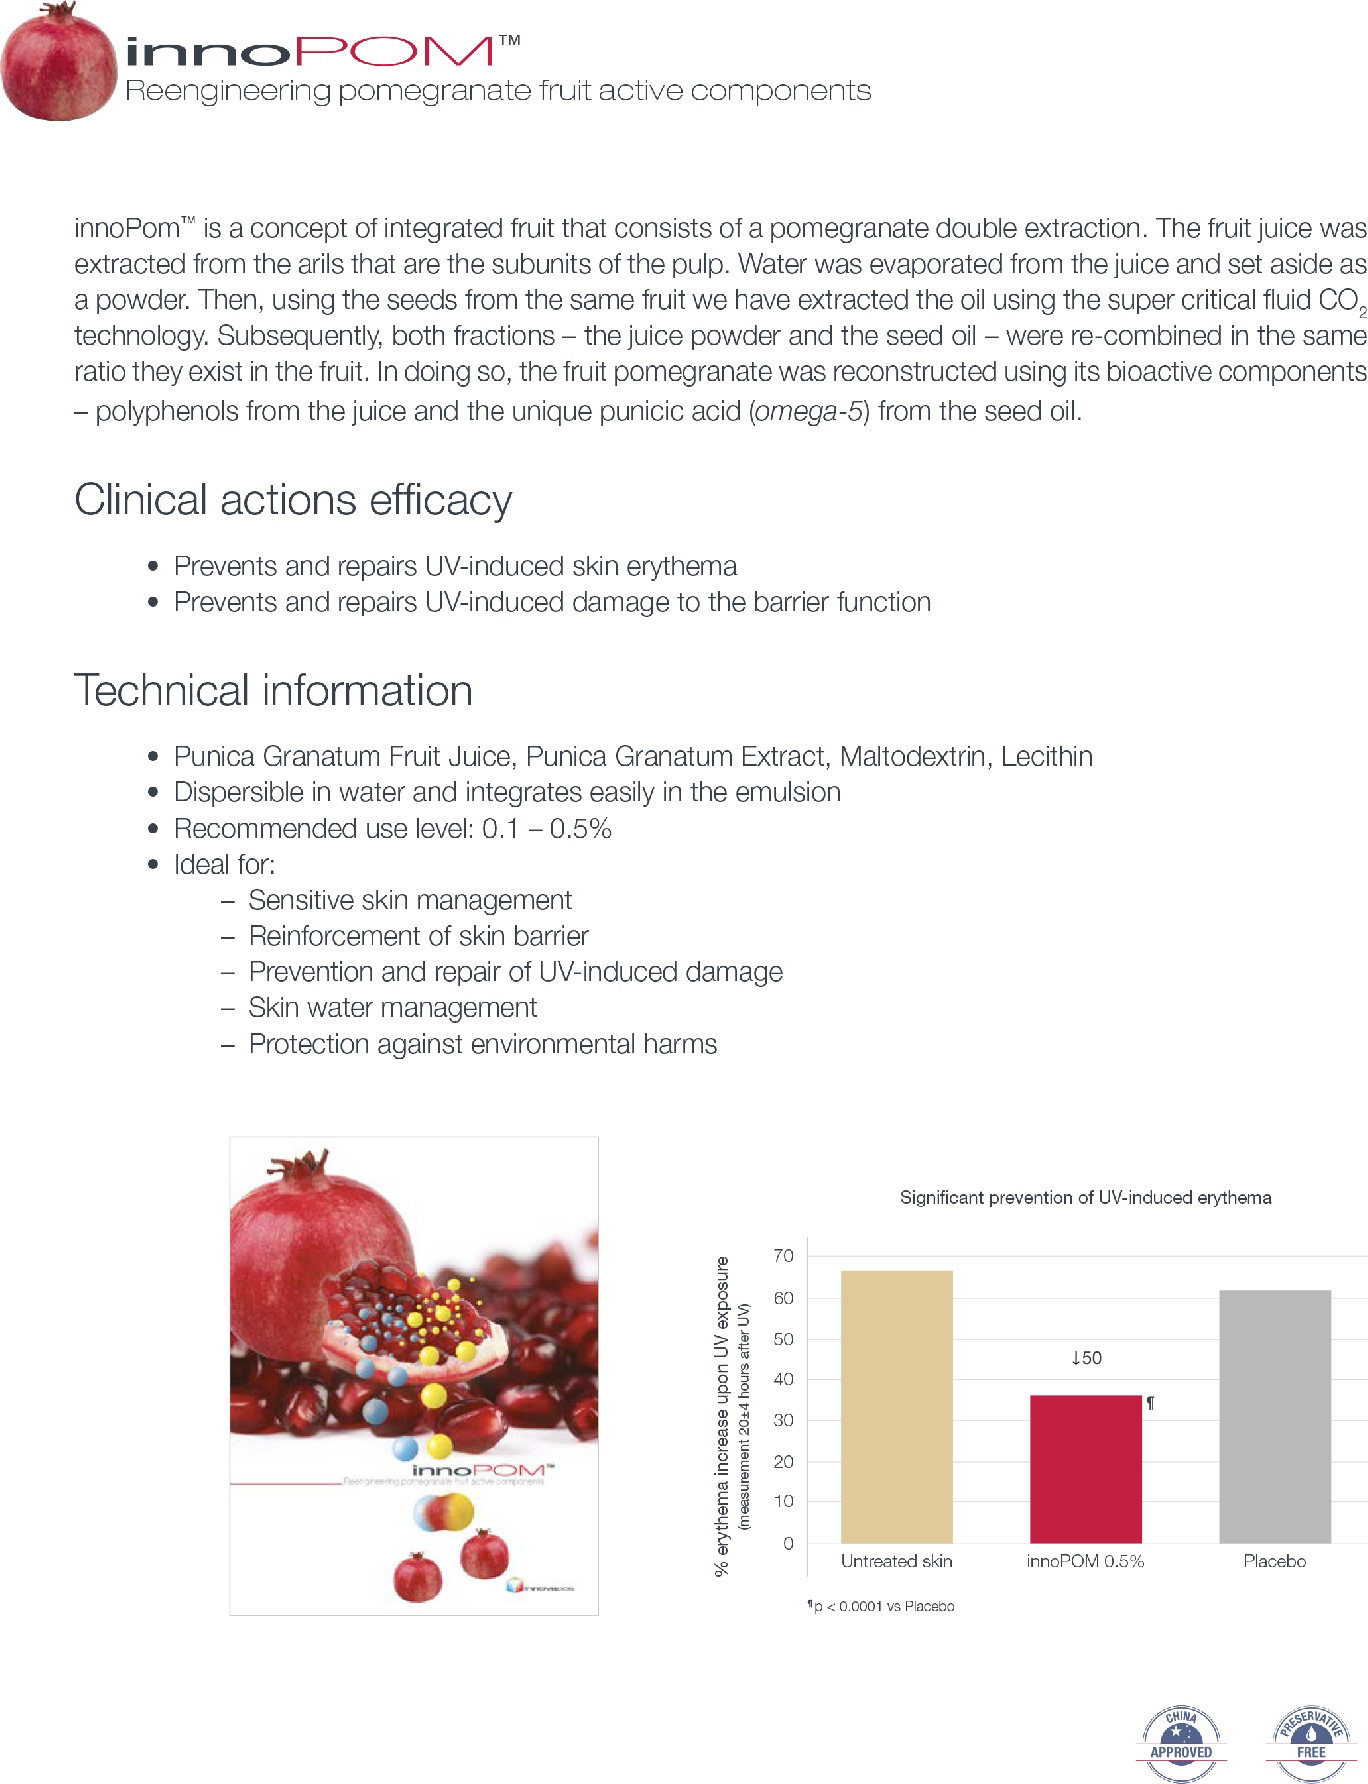 innoPOM™
Reengineering pomegranate fruit active components
innoPom™ is a concept of integrated fruit that consists of a pomegranate double extraction. The fruit juice was
extracted from the arils that are the subunits of the pulp. Water was evaporated from the juice and set aside as
a powder. Then, using the seeds from the same fruit we have extracted the oil using the super critical fluid CO₂
technology. Subsequently, both fractions – the juice powder and the seed oil – were re-combined in the same
ratio they exist in the fruit. In doing so, the fruit pomegranate was reconstructed using its bioactive components
– polyphenols from the juice and the unique punicic acid (omega-5) from the seed oil.
Clinical actions efficacy
• Prevents and repairs UV-induced skin erythema
• Prevents and repairs UV-induced damage to the barrier function
Technical information
• Punica Granatum Fruit Juice, Punica Granatum Extract, Maltodextrin, Lecithin
• Dispersible in water and integrates easily in the emulsion
• Recommended use level: 0.1 – 0.5%
• Ideal for:
– Sensitive skin management
– Reinforcement of skin barrier
– Prevention and repair of UV-induced damage
– Skin water management
– Protection against environmental harms
innoPOM™
Reengineering pomegranate fruit active components
innovacos
Significant prevention of UV-induced erythema
% erythema increase upon UV exposure
(measurement 20±4 hours after UV)
70
60
50
40
30
20
10
0
↓50
¶
Untreated skin
innoPOM 0.5%
Placebo
¶p < 0.0001 vs Placebo
CHINA
APPROVED
PRESERVATIVE
FREE